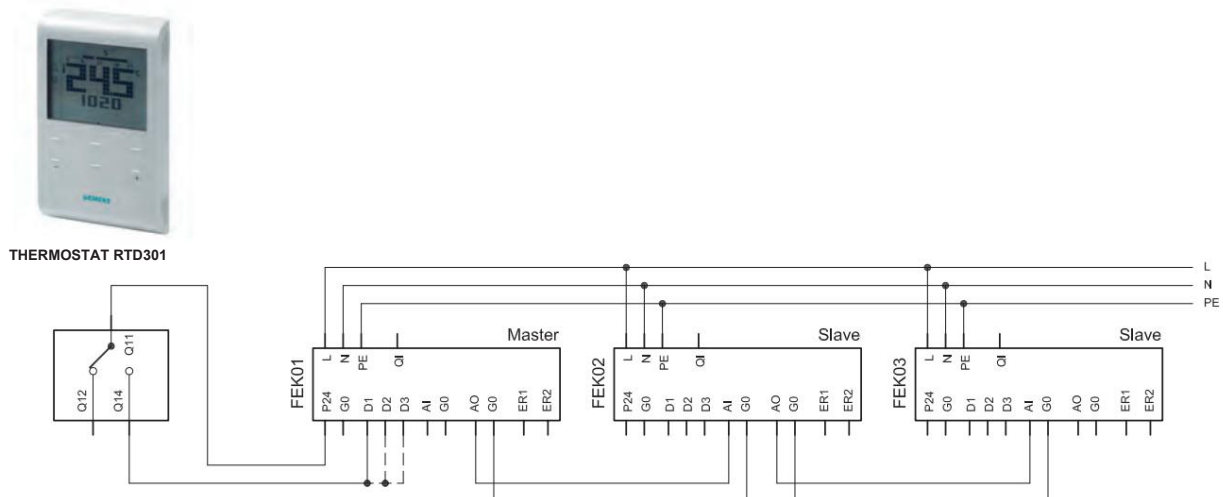 24.5
1020
SIEMENS
THERMOSTAT RTD301
L
N
PE
Q11
Q12
Q14
Master
FEK01
L N PE QI
P24 G0 D1 D2 D3 AI G0 AO G0 ER1 ER2
Slave
FEK02
L N PE QI
P24 G0 D1 D2 D3 AI G0 AO G0 ER1 ER2
Slave
FEK03
L N PE QI
P24 G0 D1 D2 D3 AI G0 AO G0 ER1 ER2